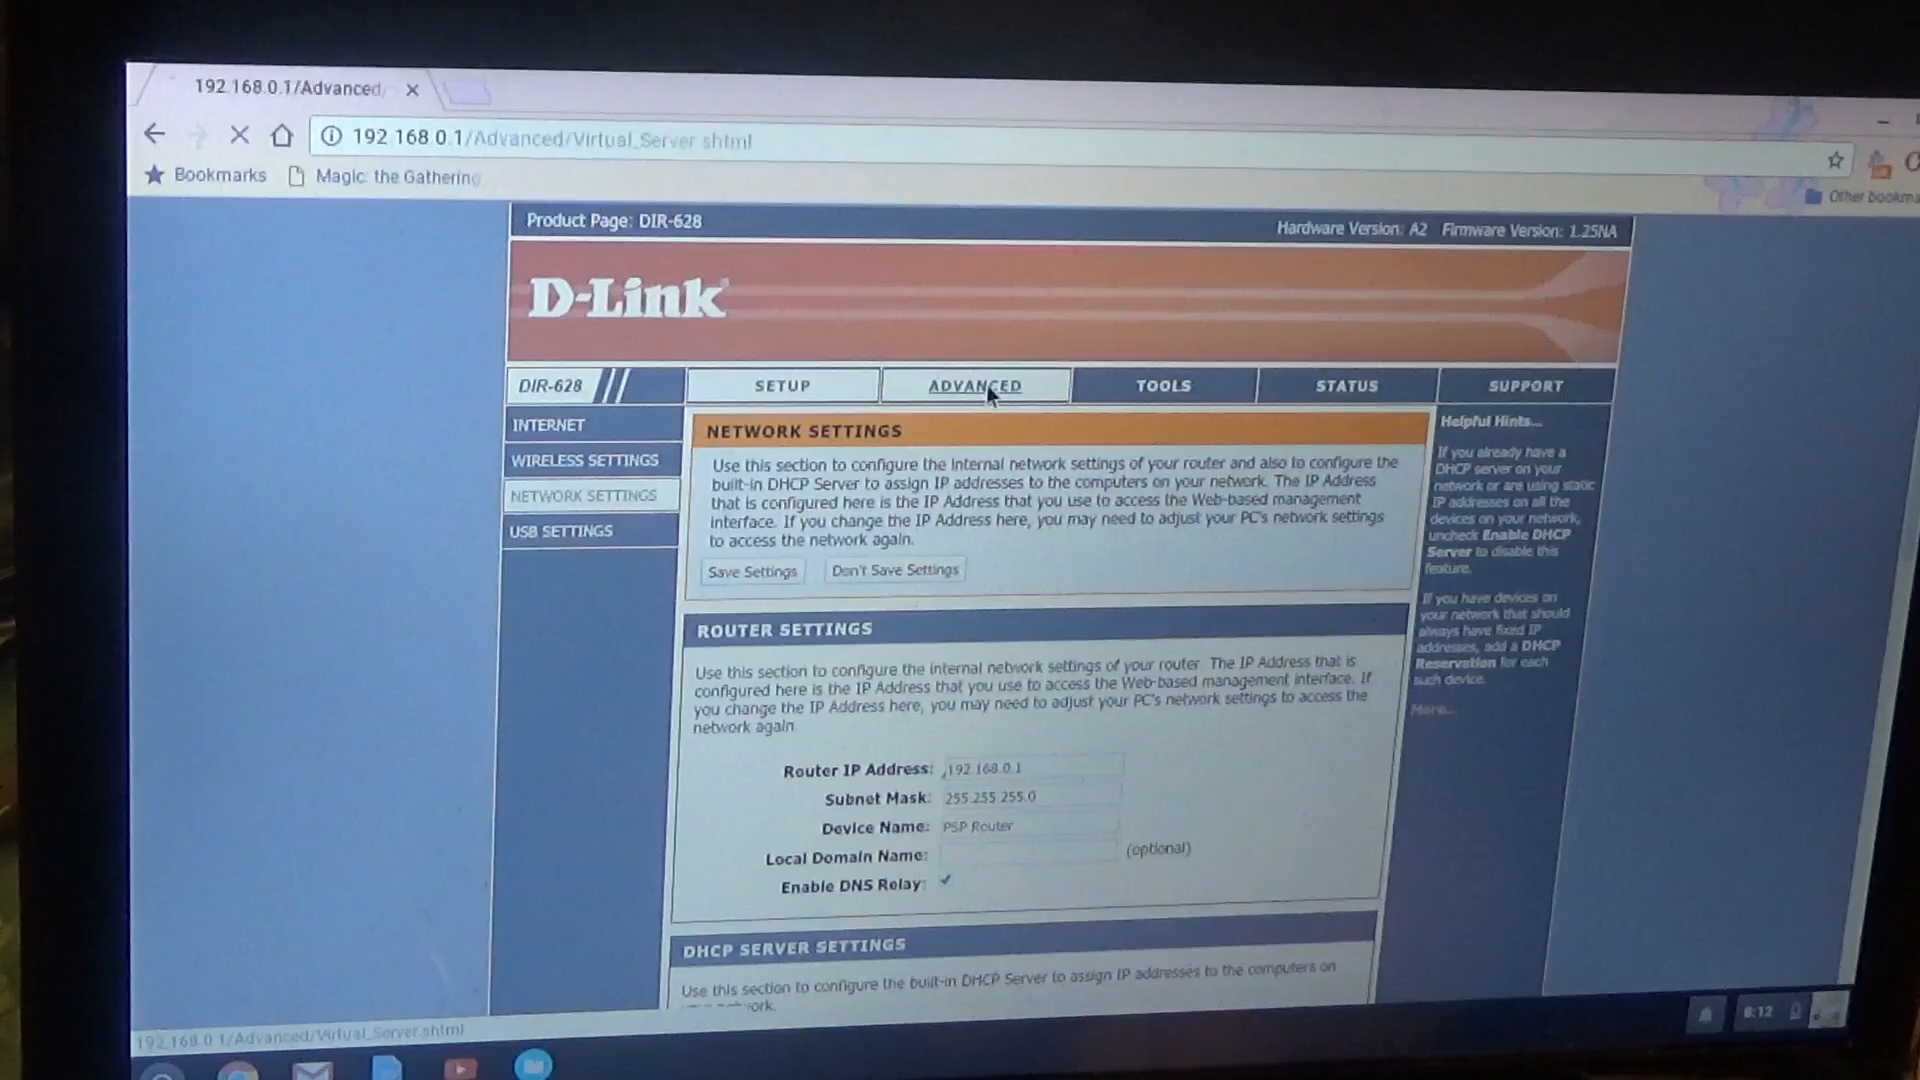 192.168.0.1/Advanced/
192.168.0.1/Advanced/Virtual_Server.shtml
Bookmarks
Magic: the Gathering
Other bookma
Product Page: DIR-628
Hardware Version: A2 Firmware Version: 1.25NA
D-Link
DIR-628
SETUP
ADVANCED
TOOLS
STATUS
SUPPORT
INTERNET
WIRELESS SETTINGS
NETWORK SETTINGS
USB SETTINGS
NETWORK SETTINGS
Use this section to configure the internal network settings of your router and also to configure the
built-in DHCP Server to assign IP addresses to the computers on your network. The IP Address
that is configured here is the IP Address that you use to access the Web-based management
interface. If you change the IP Address here, you may need to adjust your PC's network settings
to access the network again.
Save Settings
Don't Save Settings
ROUTER SETTINGS
Use this section to configure the internal network settings of your router. The IP Address that is
configured here is the IP Address that you use to access the Web-based management interface. If
you change the IP Address here, you may need to adjust your PC's network settings to access the
network again.
Router IP Address: 192.168.0.1
Subnet Mask: 255.255.255.0
Device Name: PSP Router
Local Domain Name: (optional)
Enable DNS Relay:
DHCP SERVER SETTINGS
Use this section to configure the built-in DHCP Server to assign IP addresses to the computers on
Helpful Hints...
If you already have a
DHCP server on your
network or are using static
IP addresses on all the
devices on your network,
uncheck Enable DHCP
Server to disable this
feature.
If you have devices on
your network that should
always have fixed IP
addresses, add a DHCP
Reservation for each
such device.
More...
192.168.0.1/Advanced/Virtual_Server.shtml
8:12